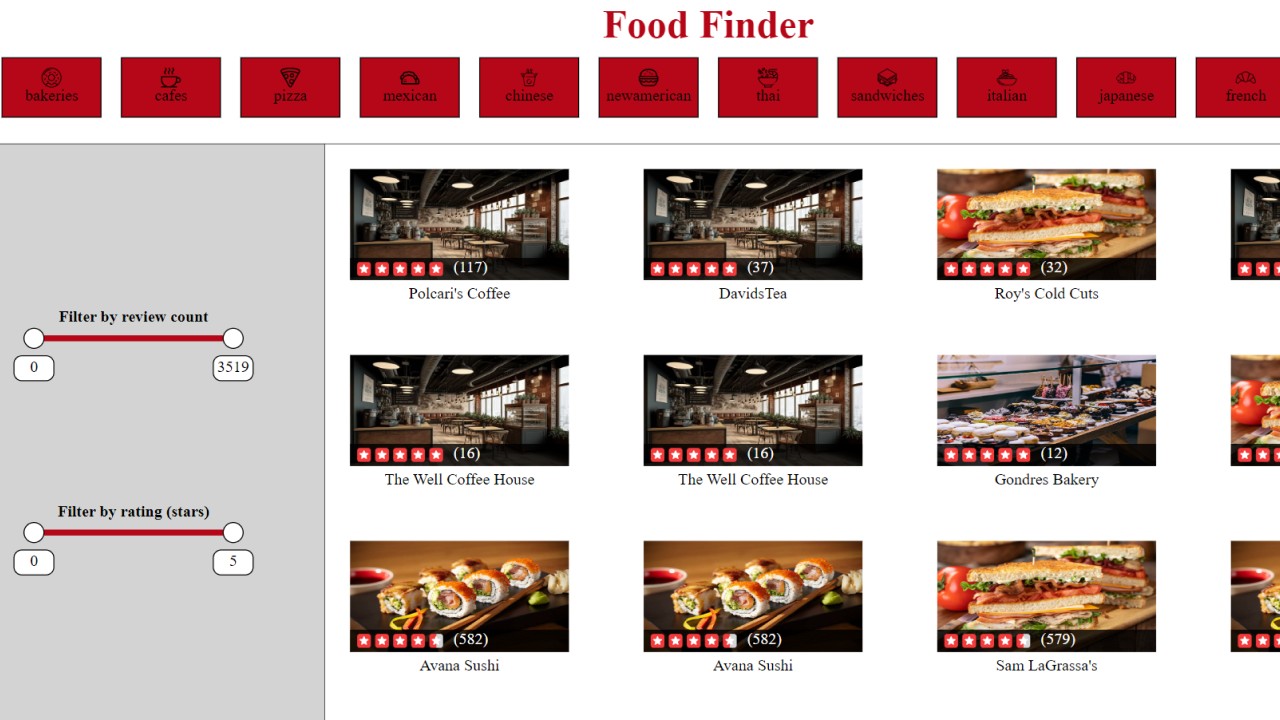 Food Finder
bakeries cafes pizza mexican chinese newamerican thai sandwiches italian japanese french
Filter by review count
0 3519
Filter by rating (stars)
0 5
(117) (37) (32)
Polcari's Coffee DavidsTea Roy's Cold Cuts
(16) (16) (12)
The Well Coffee House The Well Coffee House Gondres Bakery
(582) (582) (579)
Avana Sushi Avana Sushi Sam LaGrassa's